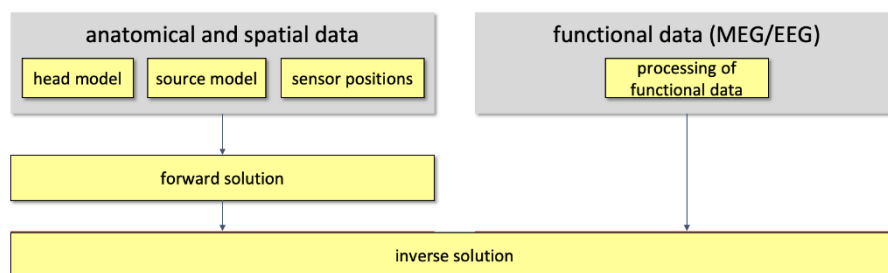 anatomical and spatial data
head model
source model
sensor positions
functional data (MEG/EEG)
processing of
functional data
forward solution
inverse solution